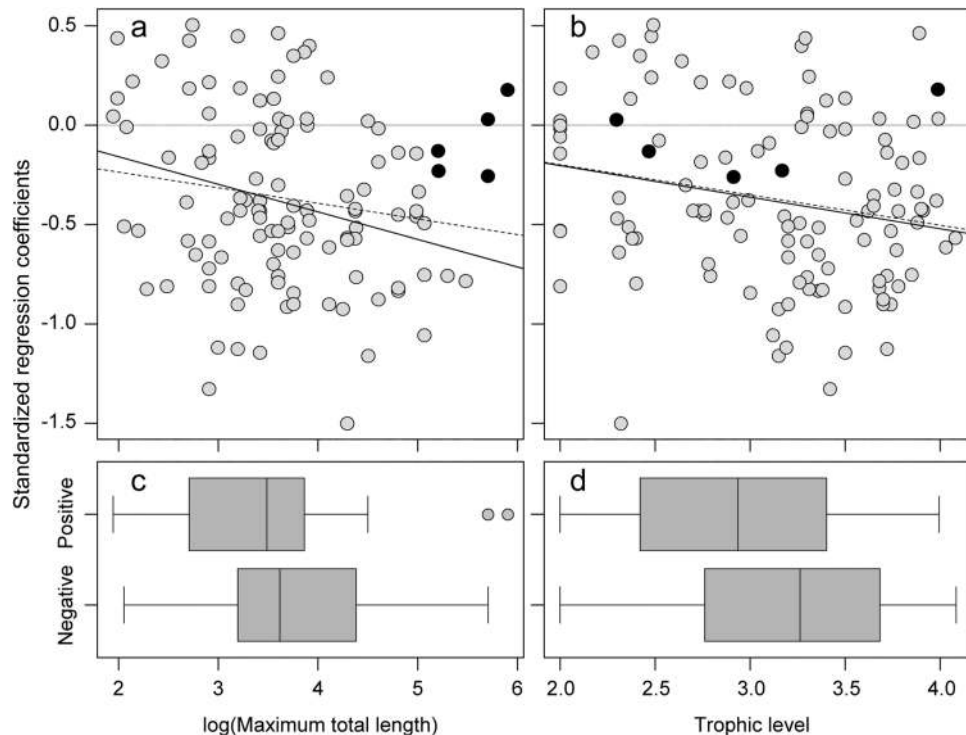 a
b
0.5
0.0
-0.5
-1.0
-1.5
Standardized regression coefficients
c
d
Positive
Negative
2 3 4 5 6
2.0 2.5 3.0 3.5 4.0
log(Maximum total length)
Trophic level